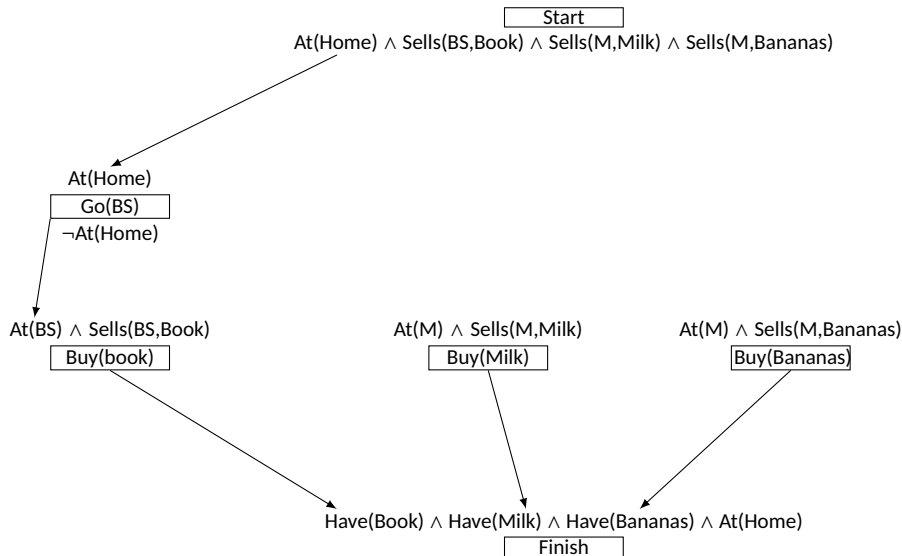 Start
At(Home) ∧ Sells(BS,Book) ∧ Sells(M,Milk) ∧ Sells(M,Bananas)
At(Home)
Go(BS)
¬At(Home)
At(BS) ∧ Sells(BS,Book)
Buy(book)
At(M) ∧ Sells(M,Milk)
Buy(Milk)
At(M) ∧ Sells(M,Bananas)
Buy(Bananas)
Have(Book) ∧ Have(Milk) ∧ Have(Bananas) ∧ At(Home)
Finish